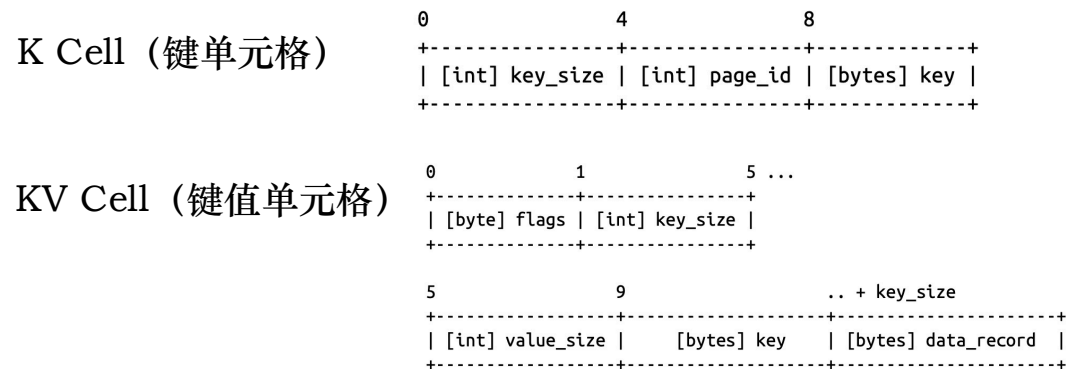 0 4 8
+----------------+---------------+-------------+
K Cell（键单元格） | [int] key_size | [int] page_id | [bytes] key |
+----------------+---------------+-------------+
0 1 5 ...
+--------------+----------------+
KV Cell（键值单元格） | [byte] flags | [int] key_size |
+--------------+----------------+
5 9 .. + key_size
+------------------+--------------------+----------------------+
| [int] value_size | [bytes] key | [bytes] data_record |
+------------------+--------------------+----------------------+